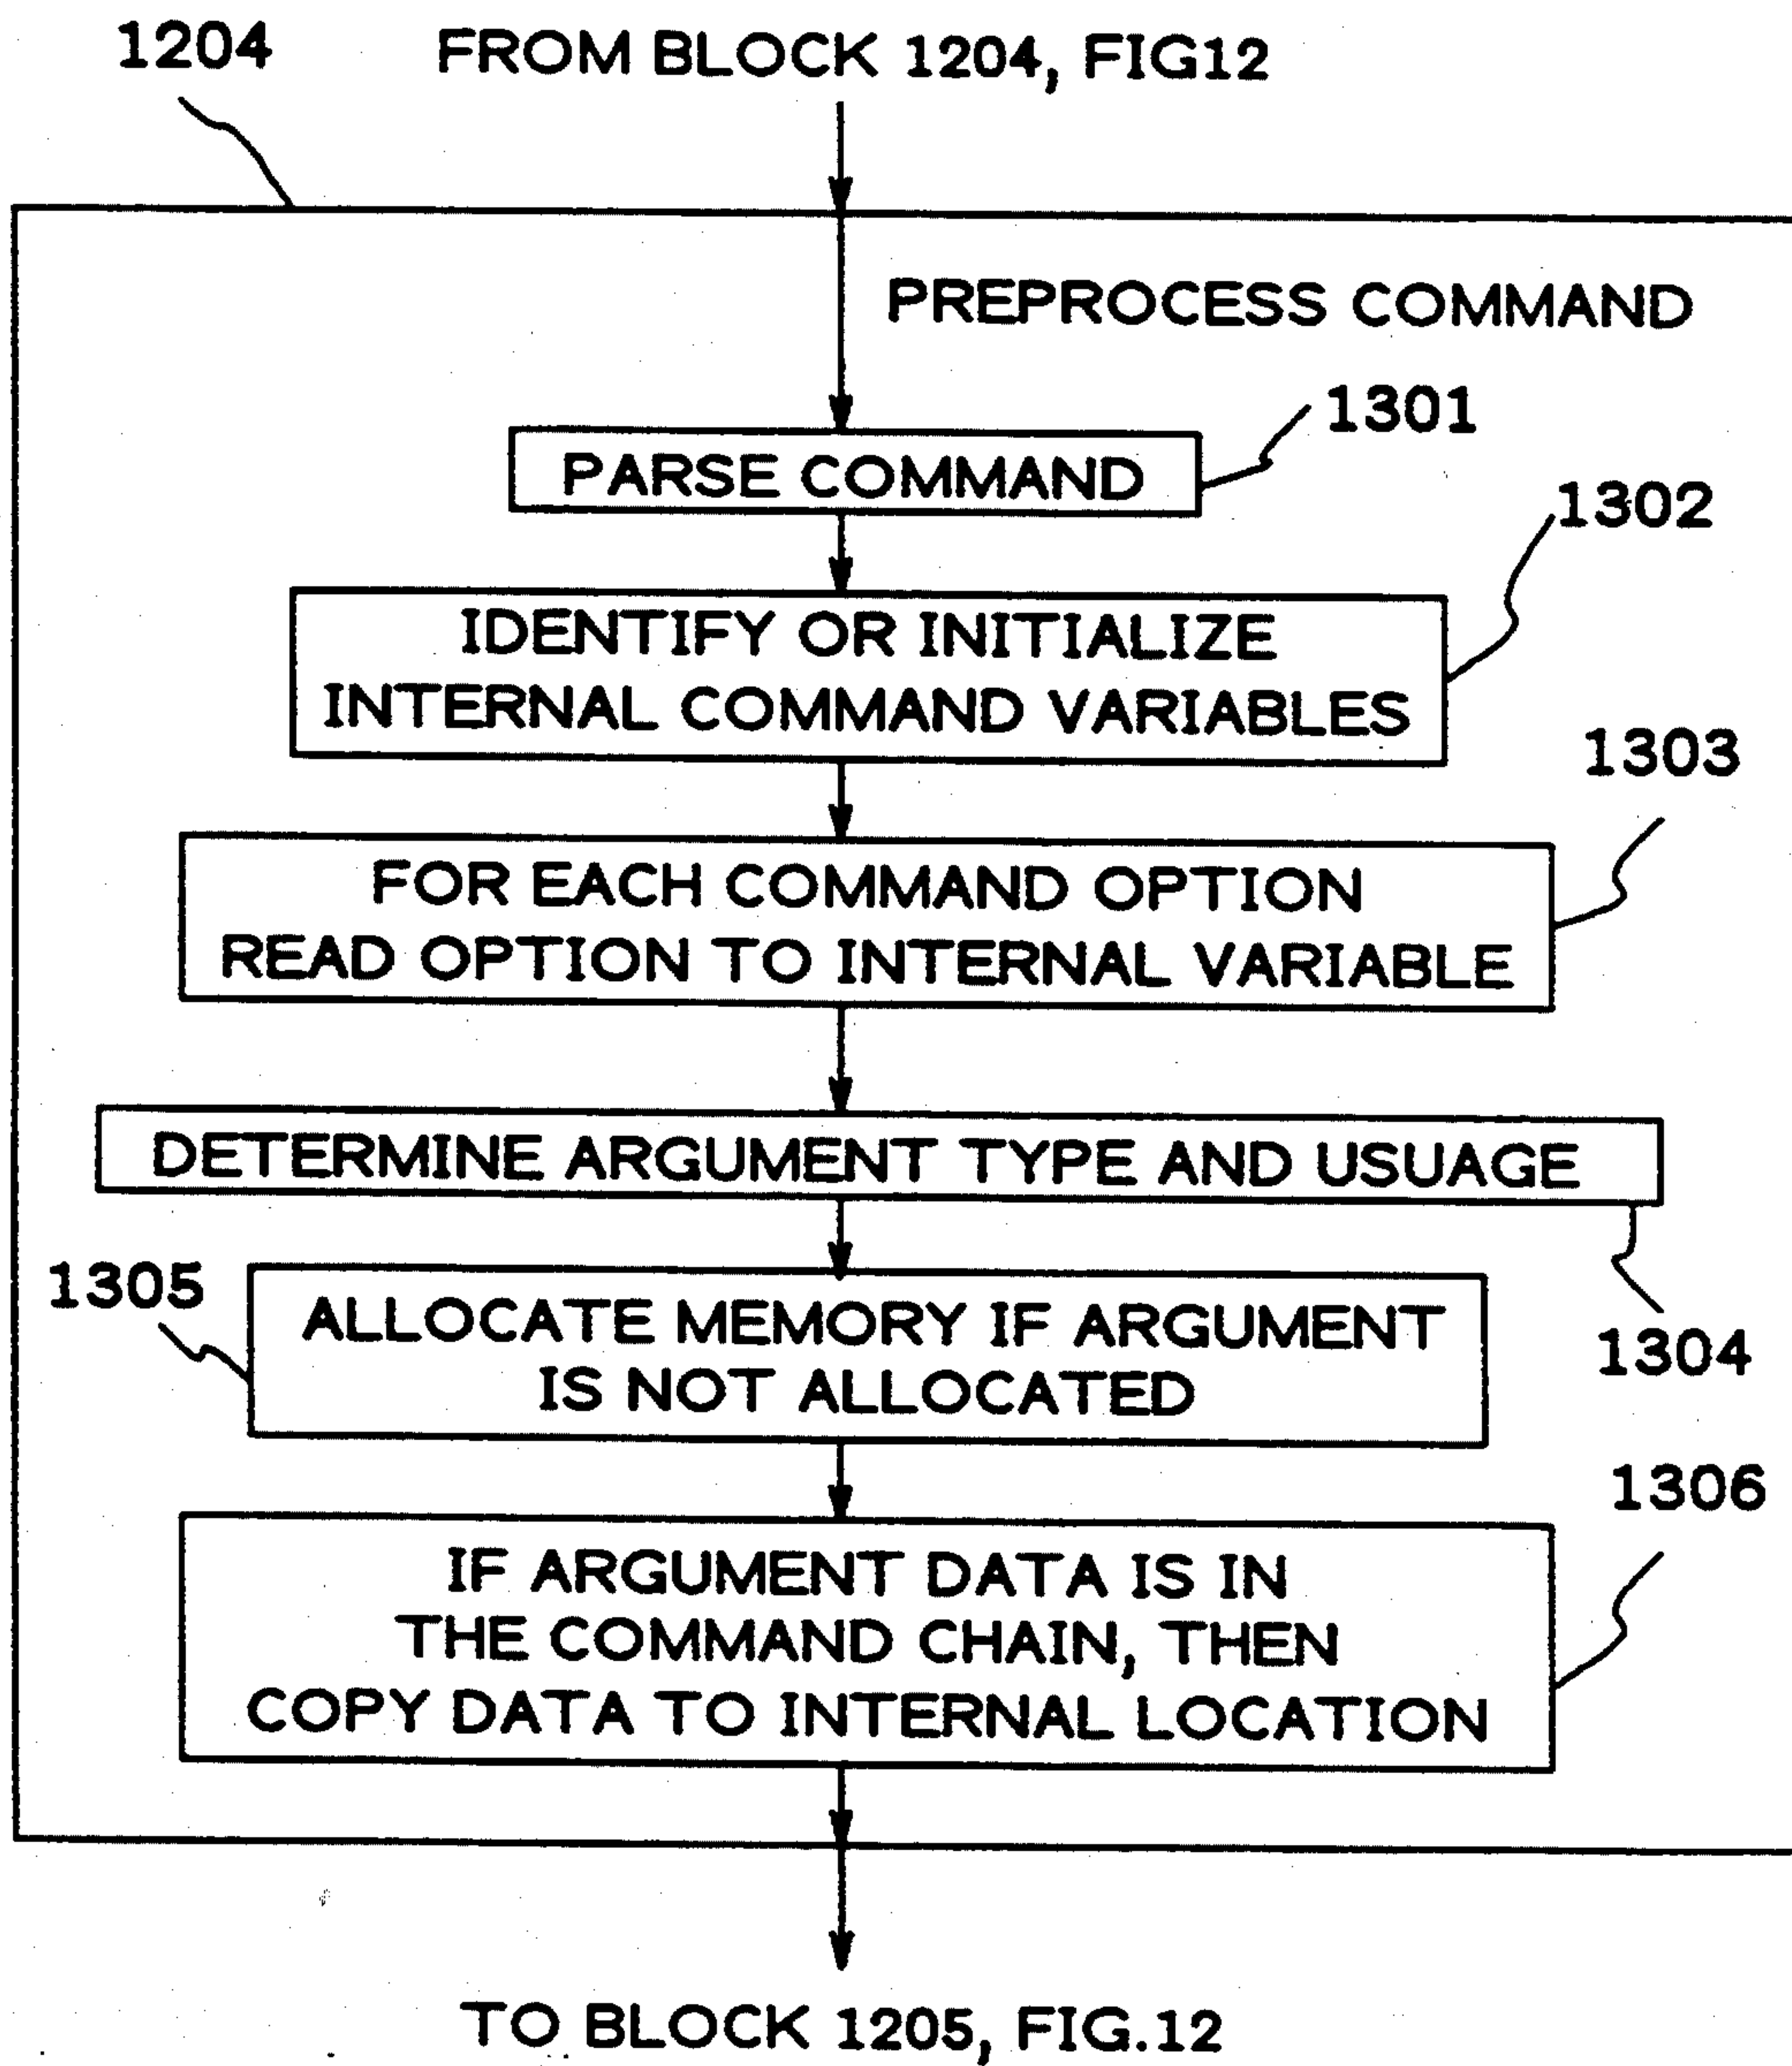 1204
FROM BLOCK 1204, FIG12
PREPROCESS COMMAND
1301
PARSE COMMAND
1302
IDENTIFY OR INITIALIZE
INTERNAL COMMAND VARIABLES
1303
FOR EACH COMMAND OPTION
READ OPTION TO INTERNAL VARIABLE
DETERMINE ARGUMENT TYPE AND USUAGE
1304
1305
ALLOCATE MEMORY IF ARGUMENT
IS NOT ALLOCATED
1306
IF ARGUMENT DATA IS IN
THE COMMAND CHAIN, THEN
COPY DATA TO INTERNAL LOCATION
TO BLOCK 1205, FIG.12